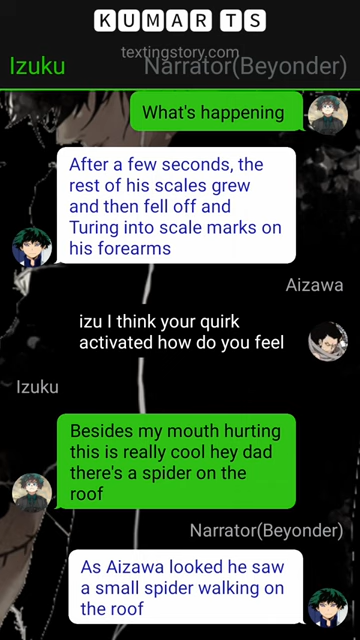 KUMAR TS
textingstory.com
Izuku
Narrator(Beyonder)
What's happening
After a few seconds, the
rest of his scales grew
and then fell off and
Turing into scale marks on
his forearms
Aizawa
izu I think your quirk
activated how do you feel
Izuku
Besides my mouth hurting
this is really cool hey dad
there's a spider on the
roof
Narrator(Beyonder)
As Aizawa looked he saw
a small spider walking on
the roof